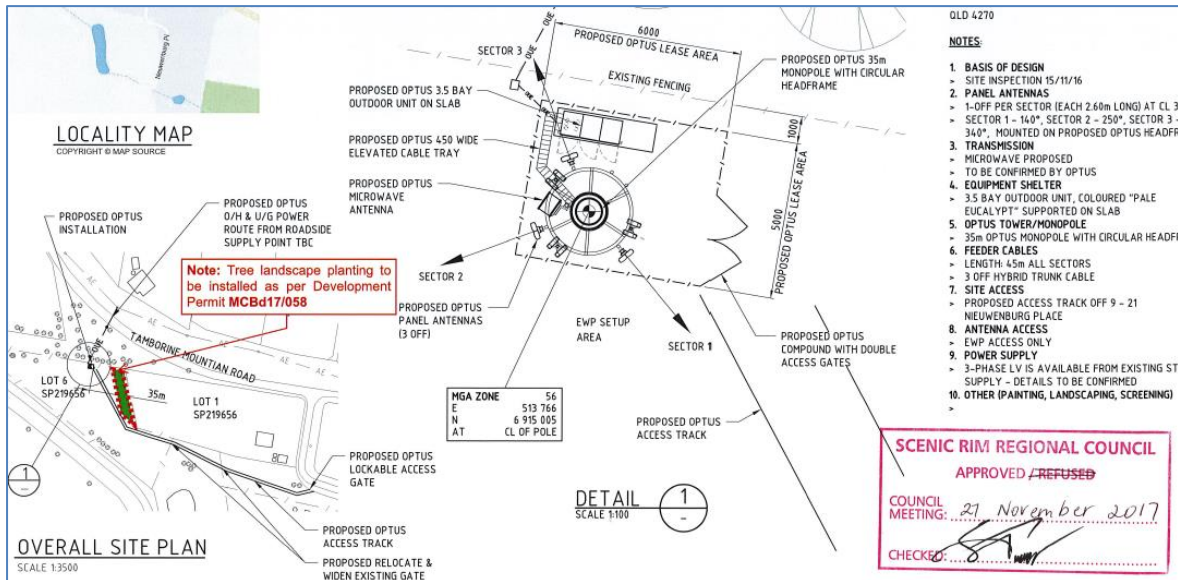 Nieuwenburg Pl
LOCALITY MAP
COPYRIGHT © MAP SOURCE
PROPOSED OPTUS
INSTALLATION
PROPOSED OPTUS
O/H & U/G POWER
ROUTE FROM ROADSIDE
SUPPLY POINT TBC
Note: Tree landscape planting to
be installed as per Development
Permit MCBd17/058
OUE
AE
AE
AE
AE
TAMBORINE MOUNTIAN ROAD
LOT 6
SP219656
35m
LOT 1
SP219656
1
-
PROPOSED OPTUS
LOCKABLE ACCESS
GATE
PROPOSED OPTUS
ACCESS TRACK
PROPOSED RELOCATE &
WIDEN EXISTING GATE
OVERALL SITE PLAN
SCALE 1:3500
OUE
OUE
6000
PROPOSED OPTUS LEASE AREA
SECTOR 3
EXISTING FENCING
PROPOSED OPTUS 35m
MONOPOLE WITH CIRCULAR
HEADFRAME
PROPOSED OPTUS 3.5 BAY
OUTDOOR UNIT ON SLAB
PROPOSED OPTUS 450 WIDE
ELEVATED CABLE TRAY
PROPOSED OPTUS
MICROWAVE
ANTENNA
1000
5000
PROPOSED OPTUS LEASE AREA
SECTOR 2
PROPOSED OPTUS
PANEL ANTENNAS
(3 OFF)
EWP SETUP
AREA
SECTOR 1
PROPOSED OPTUS
COMPOUND WITH DOUBLE
ACCESS GATES
MGA ZONE 56
E 513 766
N 6 915 005
AT CL OF POLE
PROPOSED OPTUS
ACCESS TRACK
DETAIL 1
SCALE 1:100 -
QLD 4270
NOTES:
1. BASIS OF DESIGN
> SITE INSPECTION 15/11/16
2. PANEL ANTENNAS
> 1-OFF PER SECTOR (EACH 2.60m LONG) AT CL 3
> SECTOR 1 - 140°, SECTOR 2 - 250°, SECTOR 3 -
340°, MOUNTED ON PROPOSED OPTUS HEADFR
3. TRANSMISSION
> MICROWAVE PROPOSED
> TO BE CONFIRMED BY OPTUS
4. EQUIPMENT SHELTER
> 3.5 BAY OUTDOOR UNIT, COLOURED "PALE
EUCALYPT" SUPPORTED ON SLAB
5. OPTUS TOWER/MONOPOLE
> 35m OPTUS MONOPOLE WITH CIRCULAR HEADFR
6. FEEDER CABLES
> LENGTH: 45m ALL SECTORS
> 3 OFF HYBRID TRUNK CABLE
7. SITE ACCESS
> PROPOSED ACCESS TRACK OFF 9 - 21
NIEUWENBURG PLACE
8. ANTENNA ACCESS
> EWP ACCESS ONLY
9. POWER SUPPLY
> 3-PHASE LV IS AVAILABLE FROM EXISTING ST
SUPPLY - DETAILS TO BE CONFIRMED
10. OTHER (PAINTING, LANDSCAPING, SCREENING)
>
SCENIC RIM REGIONAL COUNCIL
APPROVED / REFUSED
COUNCIL
MEETING: 21 November 2017
CHECKED: